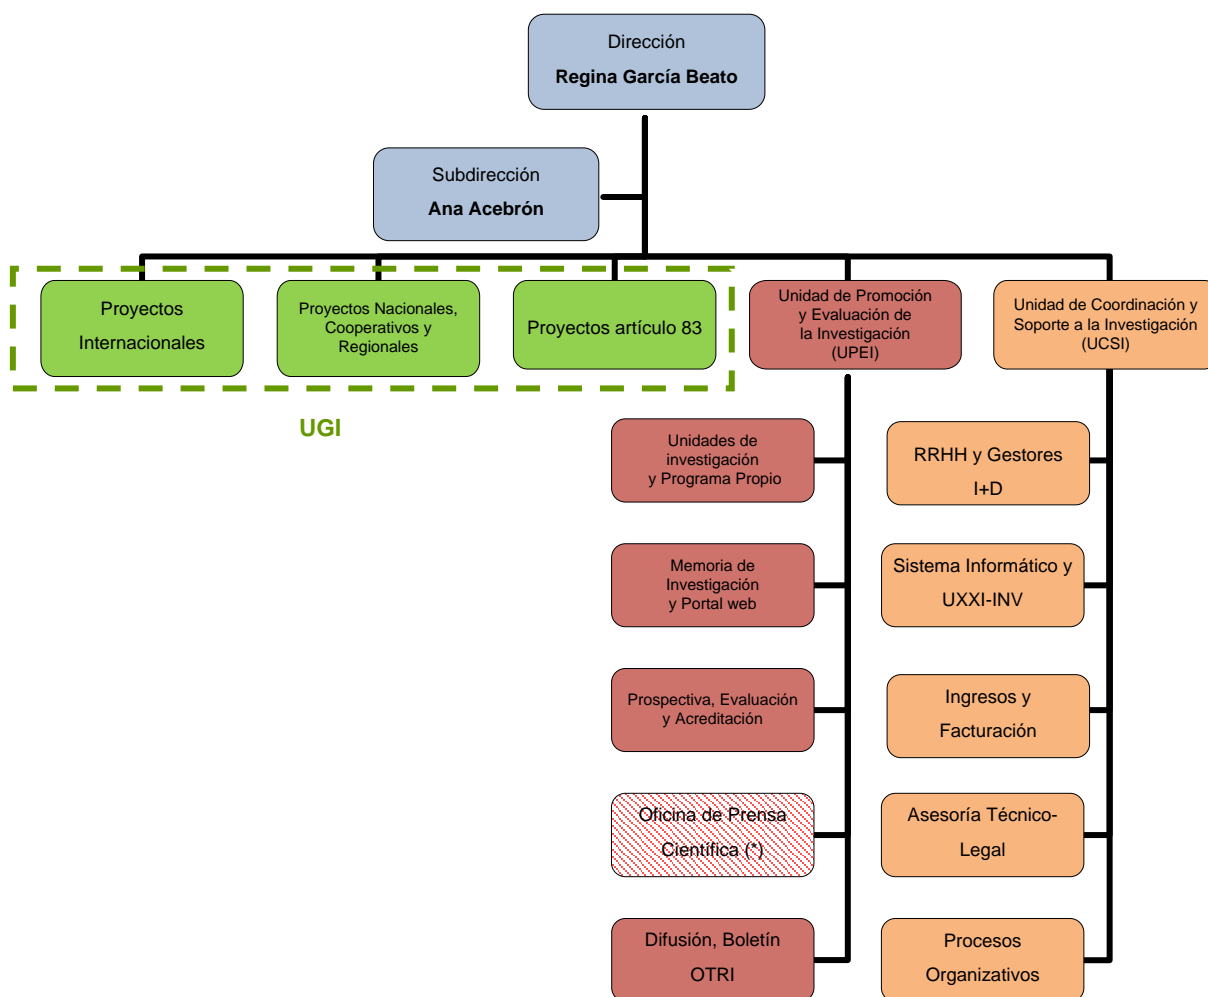 Dirección
Regina García Beato
Subdirección
Ana Acebrón
Proyectos
Internacionales
Proyectos Nacionales,
Cooperativos y
Regionales
Proyectos artículo 83
Unidad de Promoción
y Evaluación de
la Investigación
(UPEI)
Unidad de Coordinación y
Soporte a la Investigación
(UCSI)
UGI
Unidades de
investigación
y Programa Propio
RRHH y Gestores
I+D
Memoria de
Investigación
y Portal web
Sistema Informático y
UXXI-INV
Prospectiva, Evaluación
y Acreditación
Ingresos y
Facturación
Oficina de Prensa
Científica (*)
Asesoría Técnico-
Legal
Difusión, Boletín
OTRI
Procesos
Organizativos